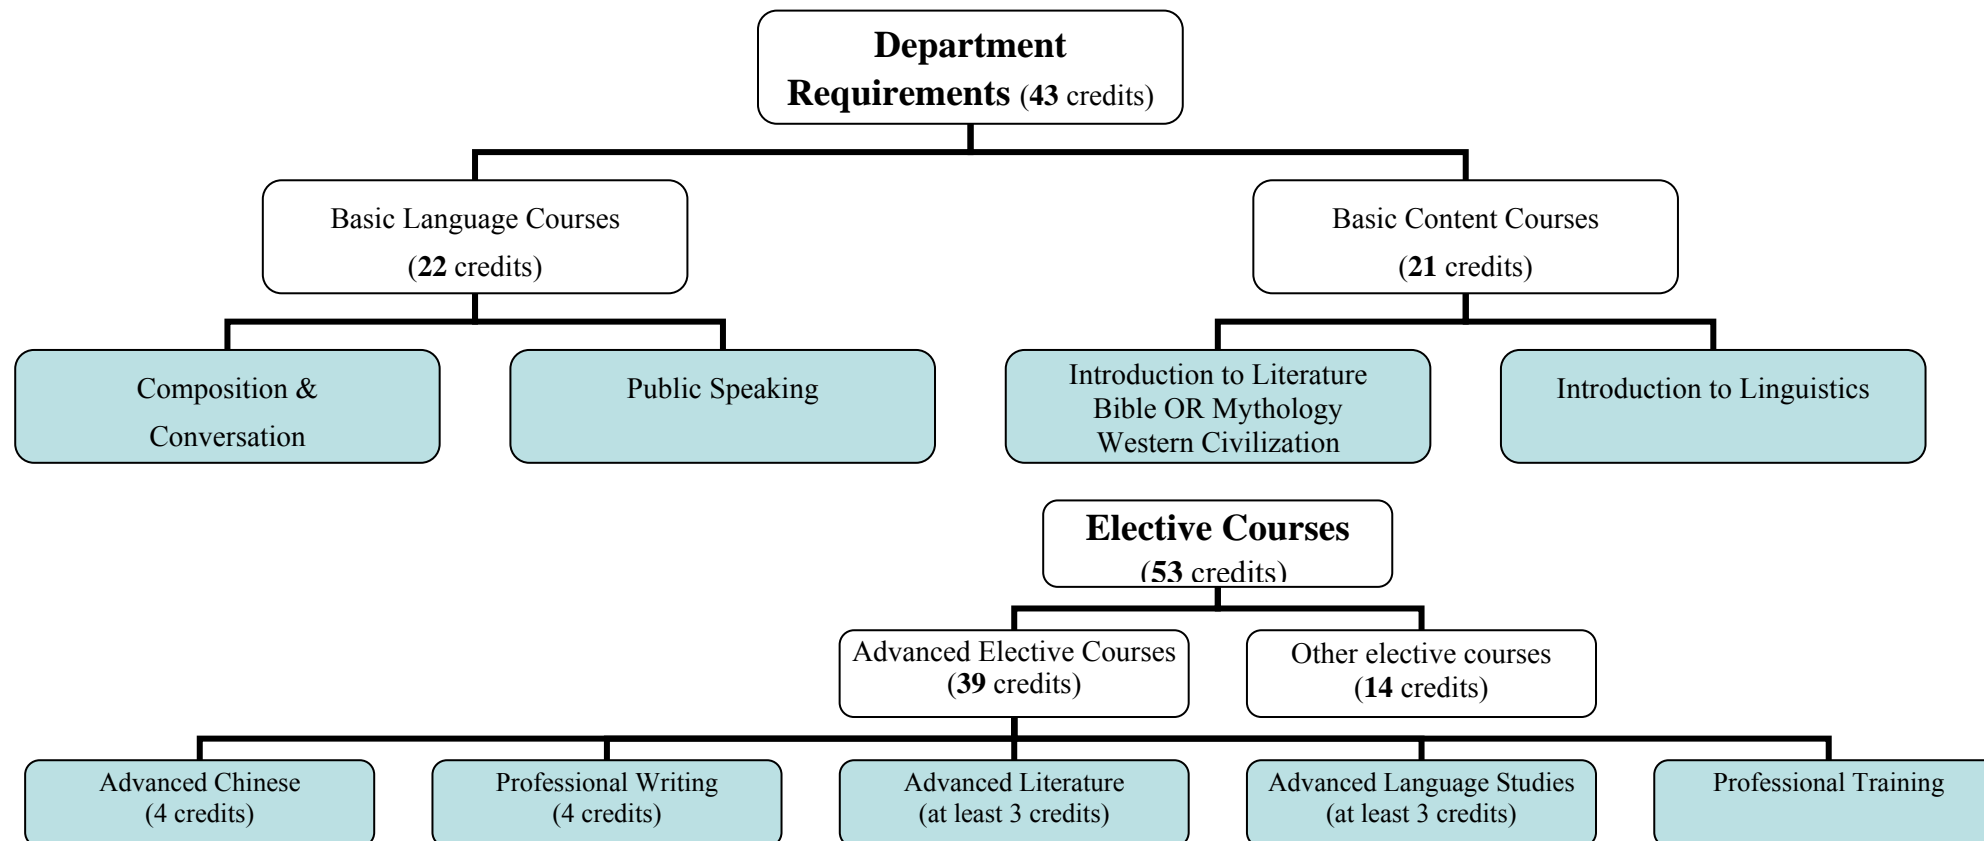 Department
Requirements (43 credits)
Basic Language Courses
(22 credits)
Basic Content Courses
(21 credits)
Composition &
Conversation
Public Speaking
Introduction to Literature
Bible OR Mythology
Western Civilization
Introduction to Linguistics
Elective Courses
(53 credits)
Advanced Elective Courses
(39 credits)
Other elective courses
(14 credits)
Advanced Chinese
(4 credits)
Professional Writing
(4 credits)
Advanced Literature
(at least 3 credits)
Advanced Language Studies
(at least 3 credits)
Professional Training